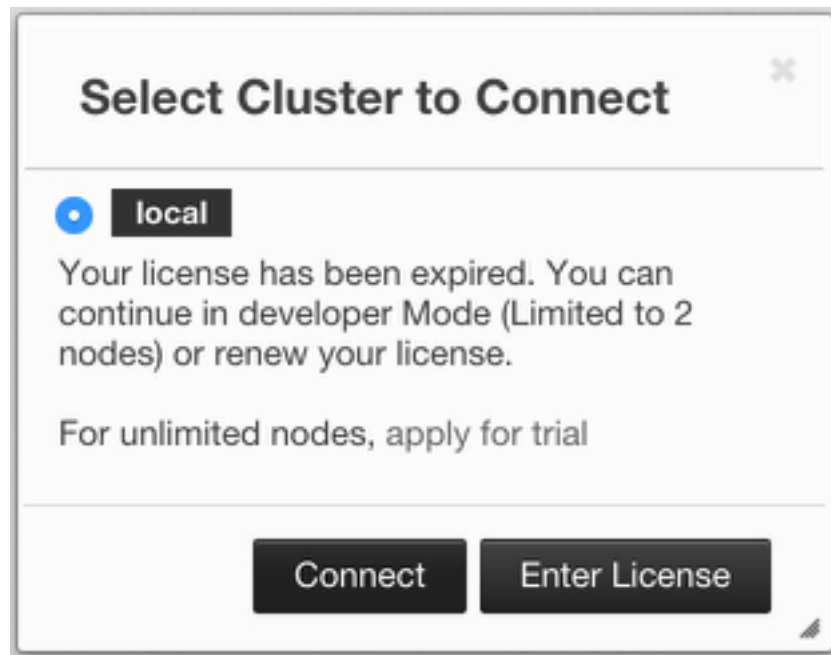 Select Cluster to Connect
local
Your license has been expired. You can
continue in developer Mode (Limited to 2
nodes) or renew your license.
For unlimited nodes, apply for trial
Connect
Enter License